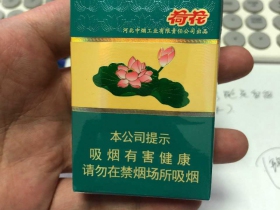 荷花
河北中烟工业有限责任公司出品
本公司提示
吸烟有害健康
请勿在禁烟场所吸烟